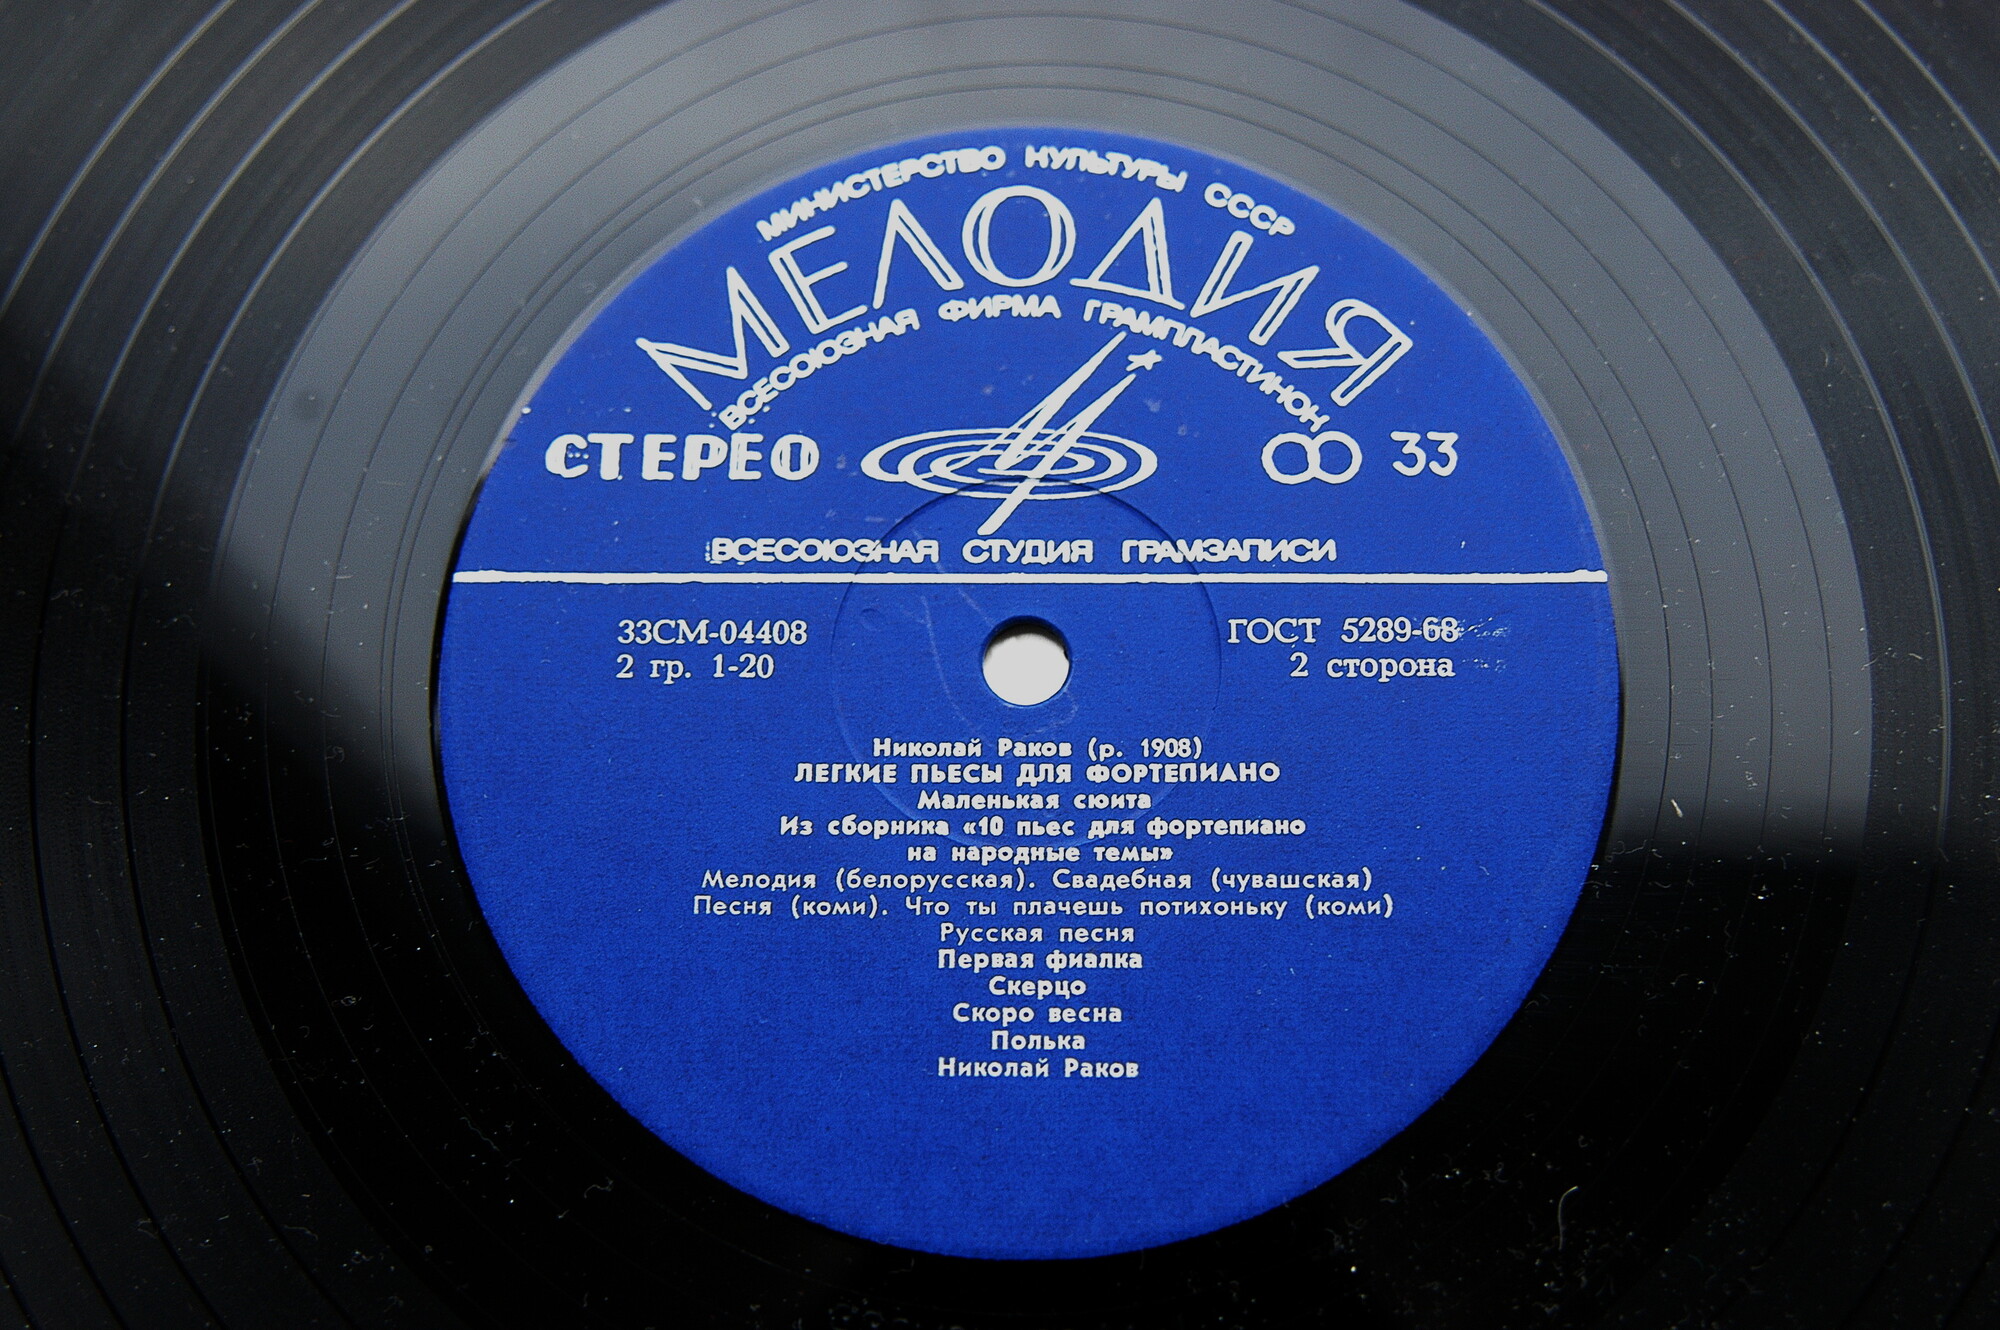 МИНИСТЕРСТВО КУЛЬТУРЫ СССР
МЕЛОДИЯ
ВСЕСОЮЗНАЯ ФИРМА ГРАМПЛАСТИНОК
СТЕРЕО 33
ВСЕСОЮЗНАЯ СТУДИЯ ГРАМЗАПИСИ
33СМ-04408 ГОСТ 5289-68
2 гр. 1-20 2 сторона
Николай Раков (р. 1908)
ЛЕГКИЕ ПЬЕСЫ ДЛЯ ФОРТЕПИАНО
Маленькая сюита
Из сборника «10 пьес для фортепиано
на народные темы»
Мелодия (белорусская). Свадебная (чувашская)
Песня (коми). Что ты плачешь потихоньку (коми)
Русская песня
Первая фиалка
Скерцо
Скоро весна
Полька
Николай Раков